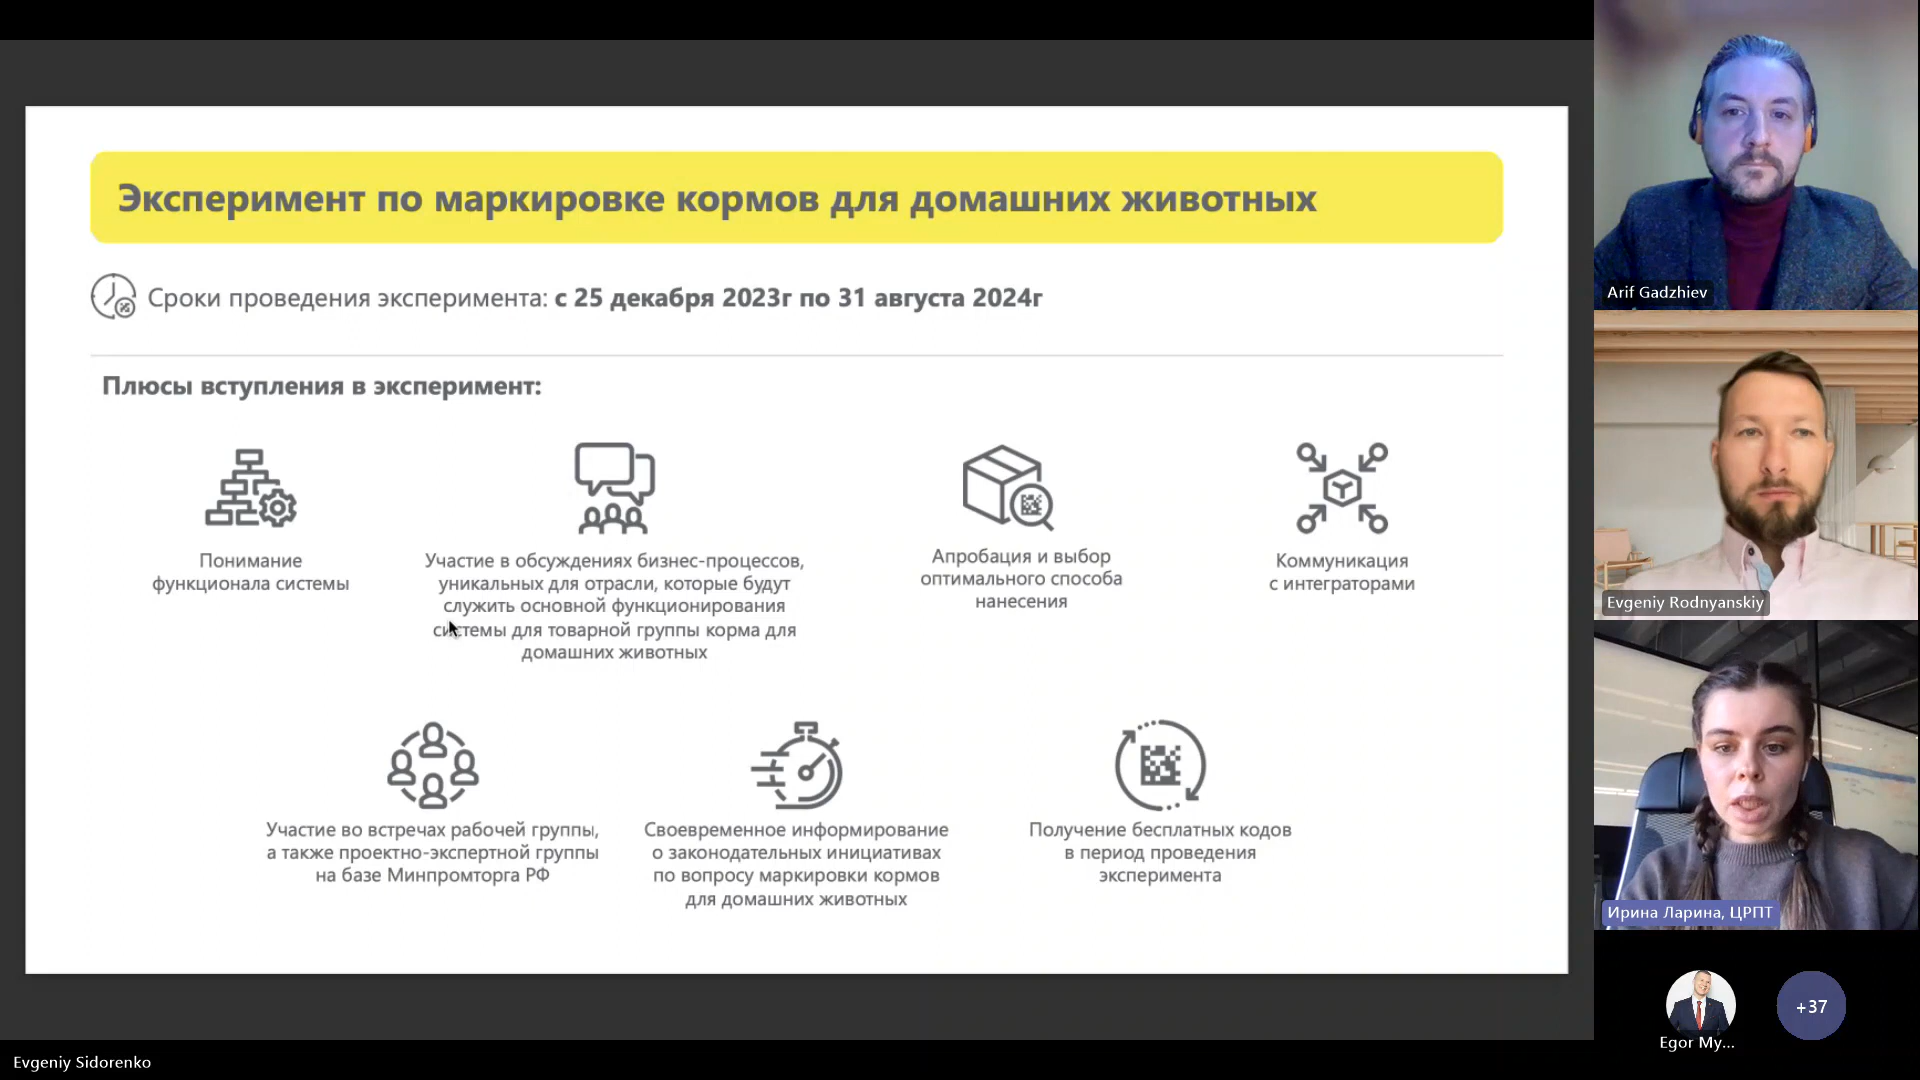 Эксперимент по маркировке кормов для домашних животных
Сроки проведения эксперимента: с 25 декабря 2023г по 31 августа 2024г
Плюсы вступления в эксперимент:
Понимание
функционала системы
Участие в обсуждениях бизнес-процессов,
уникальных для отрасли, которые будут
служить основной функционирования
системы для товарной группы корма для
домашних животных
Апробация и выбор
оптимального способа
нанесения
Коммуникация
с интеграторами
Участие во встречах рабочей группы,
а также проектно-экспертной группы
на базе Минпромторга РФ
Своевременное информирование
о законодательных инициативах
по вопросу маркировки кормов
для домашних животных
Получение бесплатных кодов
в период проведения
эксперимента
Arif Gadzhiev
Evgeniy Rodnyanskiy
Ирина Ларина, ЦРПТ
Egor My...
+37
Evgeniy Sidorenko